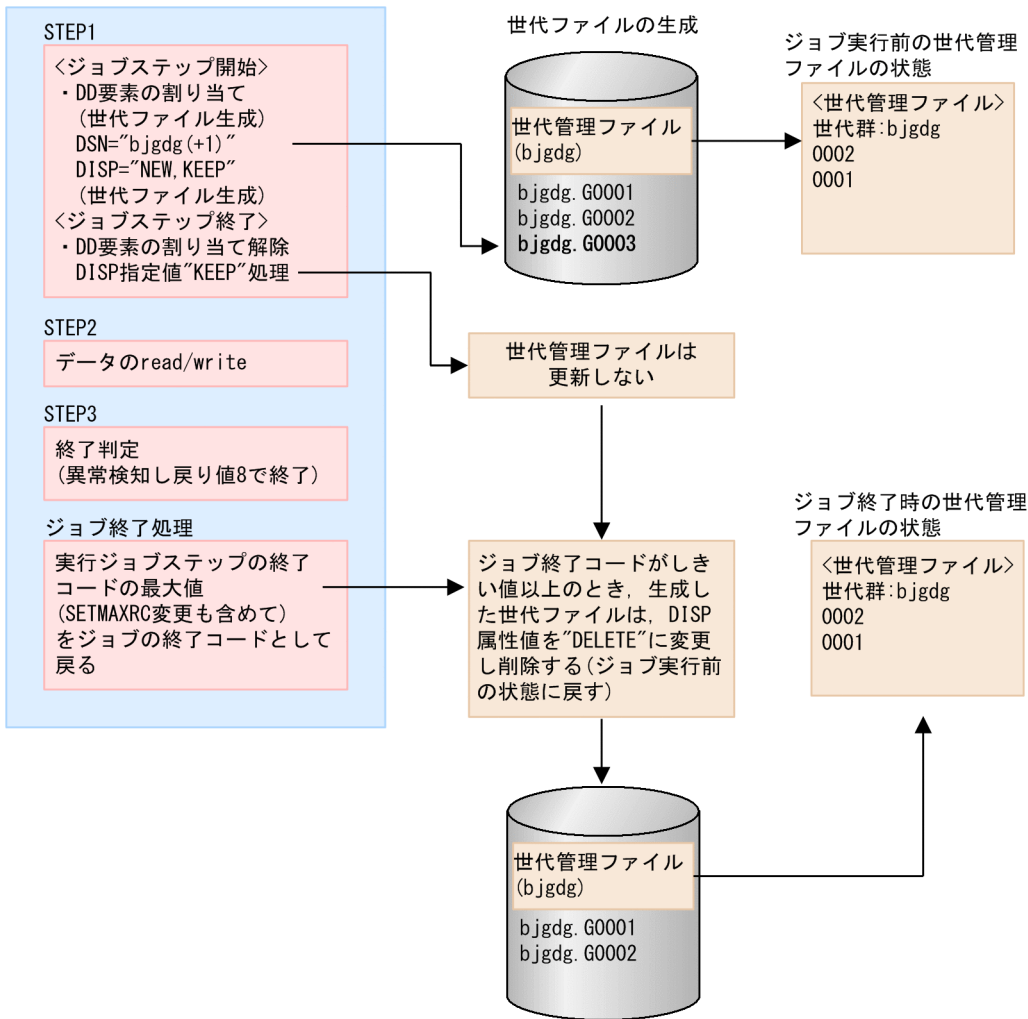 STEP1
<ジョブステップ開始>
・DD要素の割り当て
(世代ファイル生成)
DSN="bjgdg(+1)"
DISP="NEW,KEEP"
(世代ファイル生成)
<ジョブステップ終了>
・DD要素の割り当て解除
DISP指定値"KEEP"処理
STEP2
データのread/write
STEP3
終了判定
(異常検知し戻り値8で終了)
ジョブ終了処理
実行ジョブステップの終了
コードの最大値
(SETMAXRC変更も含めて)
をジョブの終了コードとして
戻る
世代ファイルの生成
世代管理ファイル
(bjgdg)
bjgdg.G0001
bjgdg.G0002
bjgdg.G0003
ジョブ実行前の世代管理
ファイルの状態
<世代管理ファイル>
世代群:bjgdg
0002
0001
世代管理ファイルは
更新しない
ジョブ終了コードがしき
い値以上のとき，生成し
た世代ファイルは，DISP
属性値を"DELETE"に変更
し削除する(ジョブ実行前
の状態に戻す)
ジョブ終了時の世代管理
ファイルの状態
<世代管理ファイル>
世代群:bjgdg
0002
0001
世代管理ファイル
(bjgdg)
bjgdg.G0001
bjgdg.G0002